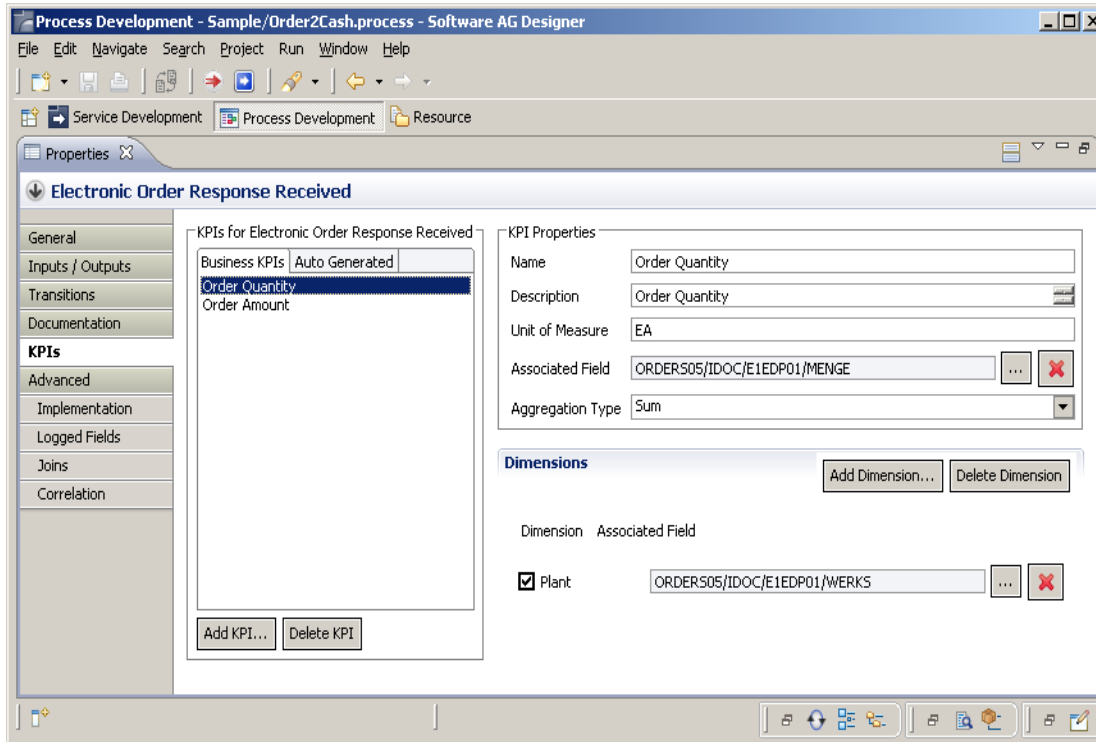 Process Development - Sample/Order2Cash.process - Software AG Designer
File Edit Navigate Search Project Run Window Help
Service Development Process Development Resource
Properties
Electronic Order Response Received
General
Inputs / Outputs
Transitions
Documentation
KPIs
Advanced
Implementation
Logged Fields
Joins
Correlation
KPIs for Electronic Order Response Received
Business KPIs Auto Generated
Order Quantity
Order Amount
Add KPI... Delete KPI
KPI Properties
Name Order Quantity
Description Order Quantity
Unit of Measure EA
Associated Field ORDERS05/IDOC/E1EDP01/MENGE ...
Aggregation Type Sum
Dimensions Add Dimension... Delete Dimension
Dimension Associated Field
Plant ORDERS05/IDOC/E1EDP01/WERKS ...